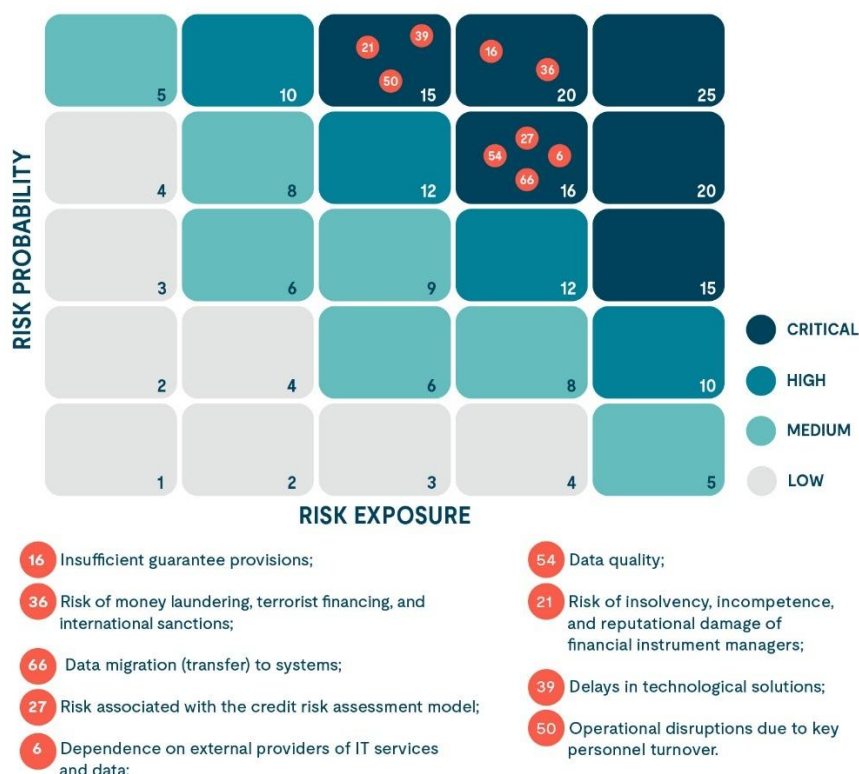 21
39
50
16
36
5
10
15
20
25
27
54
6
66
4
8
12
16
20
3
6
9
12
15
2
4
6
8
10
1
2
3
4
5
RISK PROBABILITY
RISK EXPOSURE
CRITICAL
HIGH
MEDIUM
LOW
16 Insufficient guarantee provisions;
36 Risk of money laundering, terrorist financing, and
international sanctions;
66 Data migration (transfer) to systems;
27 Risk associated with the credit risk assessment model;
6 Dependence on external providers of IT services
and data;
54 Data quality;
21 Risk of insolvency, incompetence,
and reputational damage of
financial instrument managers;
39 Delays in technological solutions;
50 Operational disruptions due to key
personnel turnover.